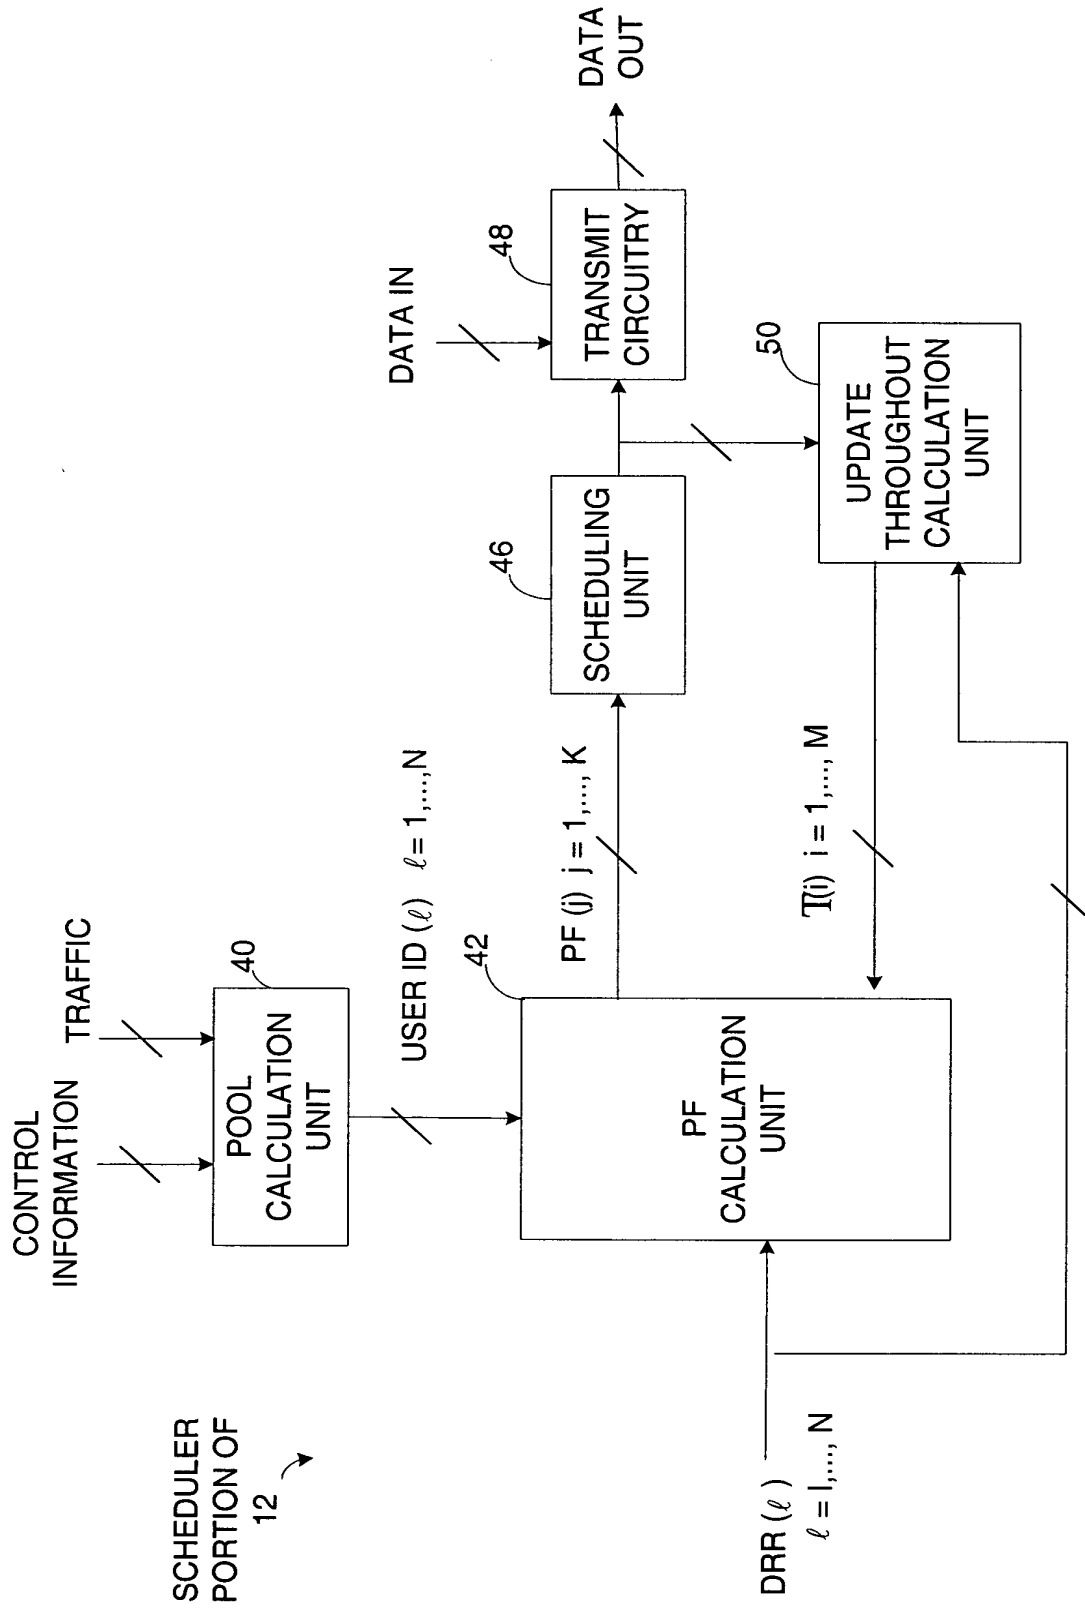 SCHEDULER
PORTION OF
12
CONTROL
INFORMATION
TRAFFIC
40
POOL
CALCULATION
UNIT
USER ID (ℓ) ℓ = 1,...,N
42
PF
CALCULATION
UNIT
DRR (ℓ)
ℓ = I,..., N
PF (j) j = 1,..., K
46
SCHEDULING
UNIT
DATA IN
48
TRANSMIT
CIRCUITRY
DATA
OUT
T(i) i = 1,..., M
50
UPDATE
THROUGHOUT
CALCULATION
UNIT